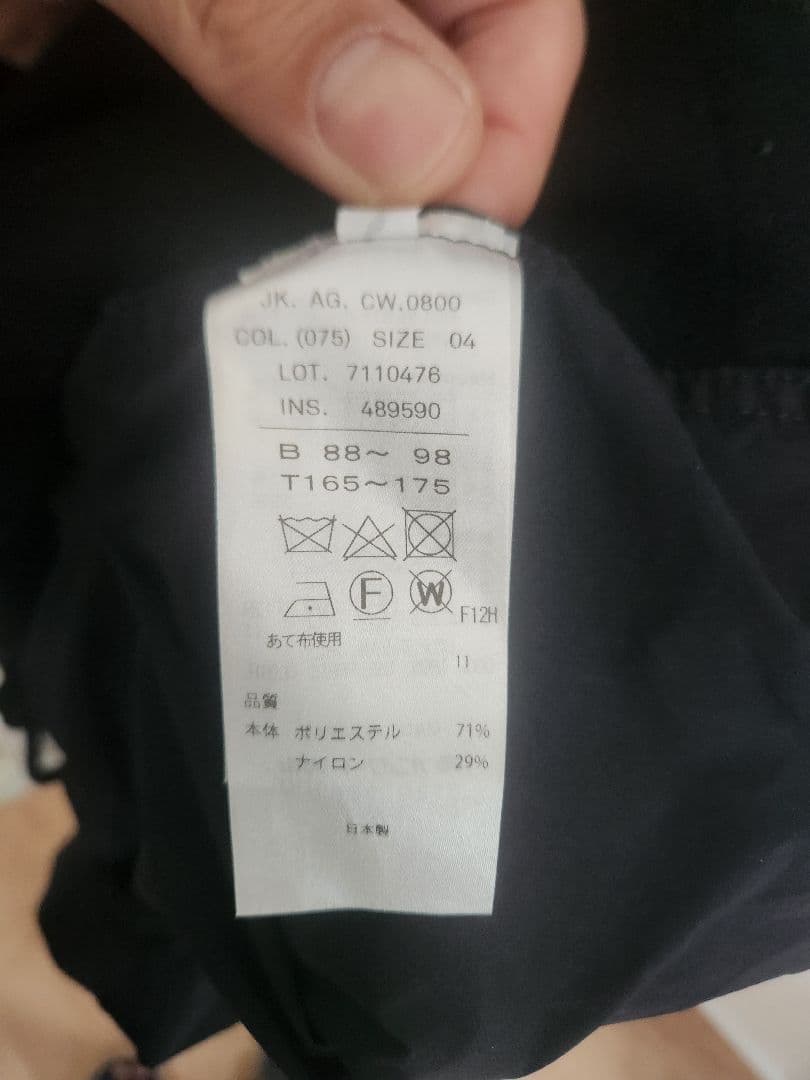 JK. AG. CW.0800
COL. (075) SIZE 04
LOT. 7110476
INS. 489590
B 88〜 98
T165〜175
F W F12H
あて布使用
11
品質
本体 ポリエステル 71%
ナイロン 29%
日本製